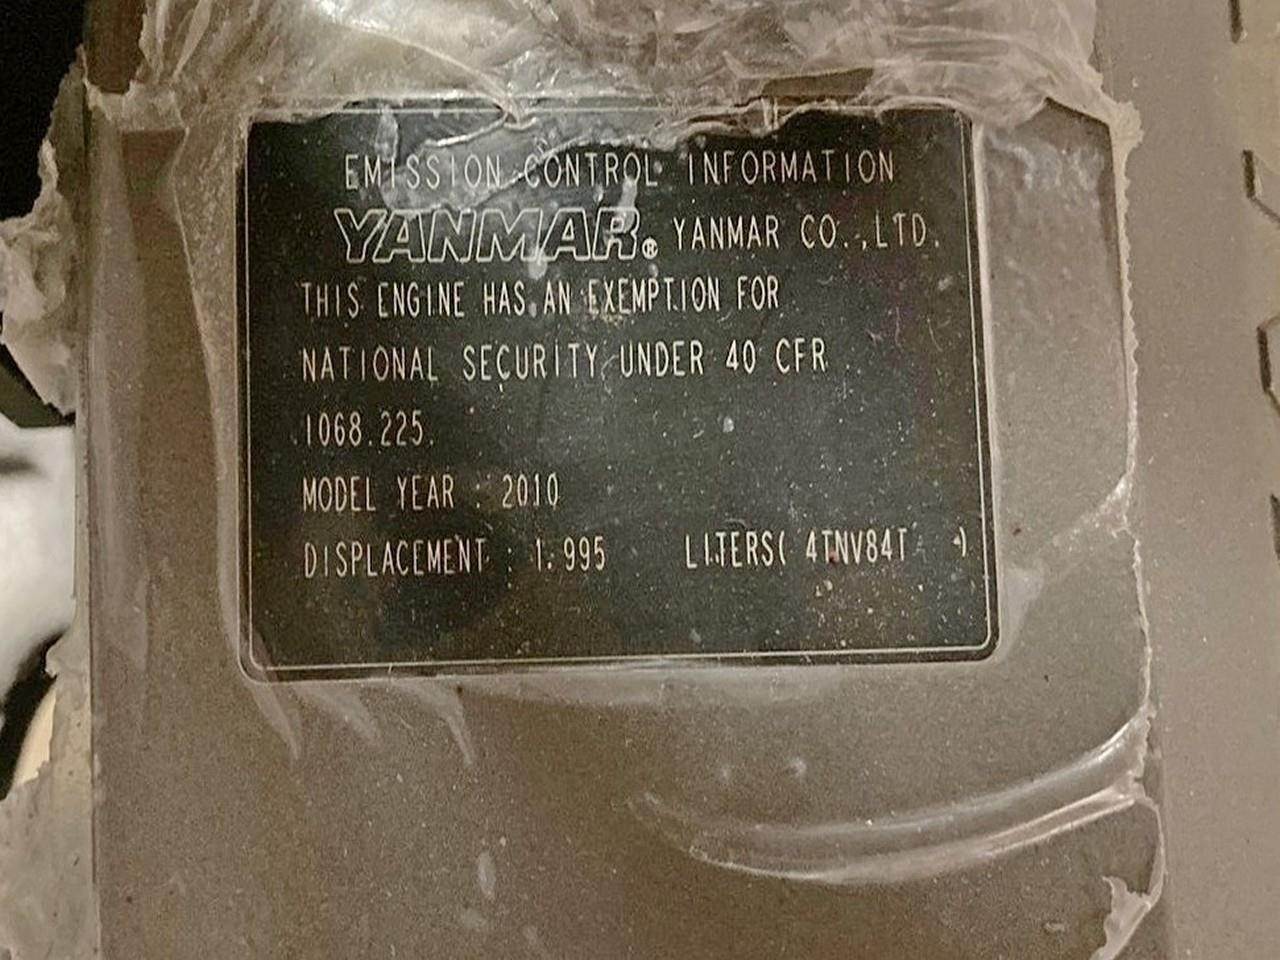 EMISSION CONTROL INFORMATION
YANMAR® YANMAR CO.,LTD.
THIS ENGINE HAS AN EXEMPTION FOR
NATIONAL SECURITY UNDER 40 CFR
1068.225.
MODEL YEAR : 2010
DISPLACEMENT : 1.995 LITERS( 4TNV84T )